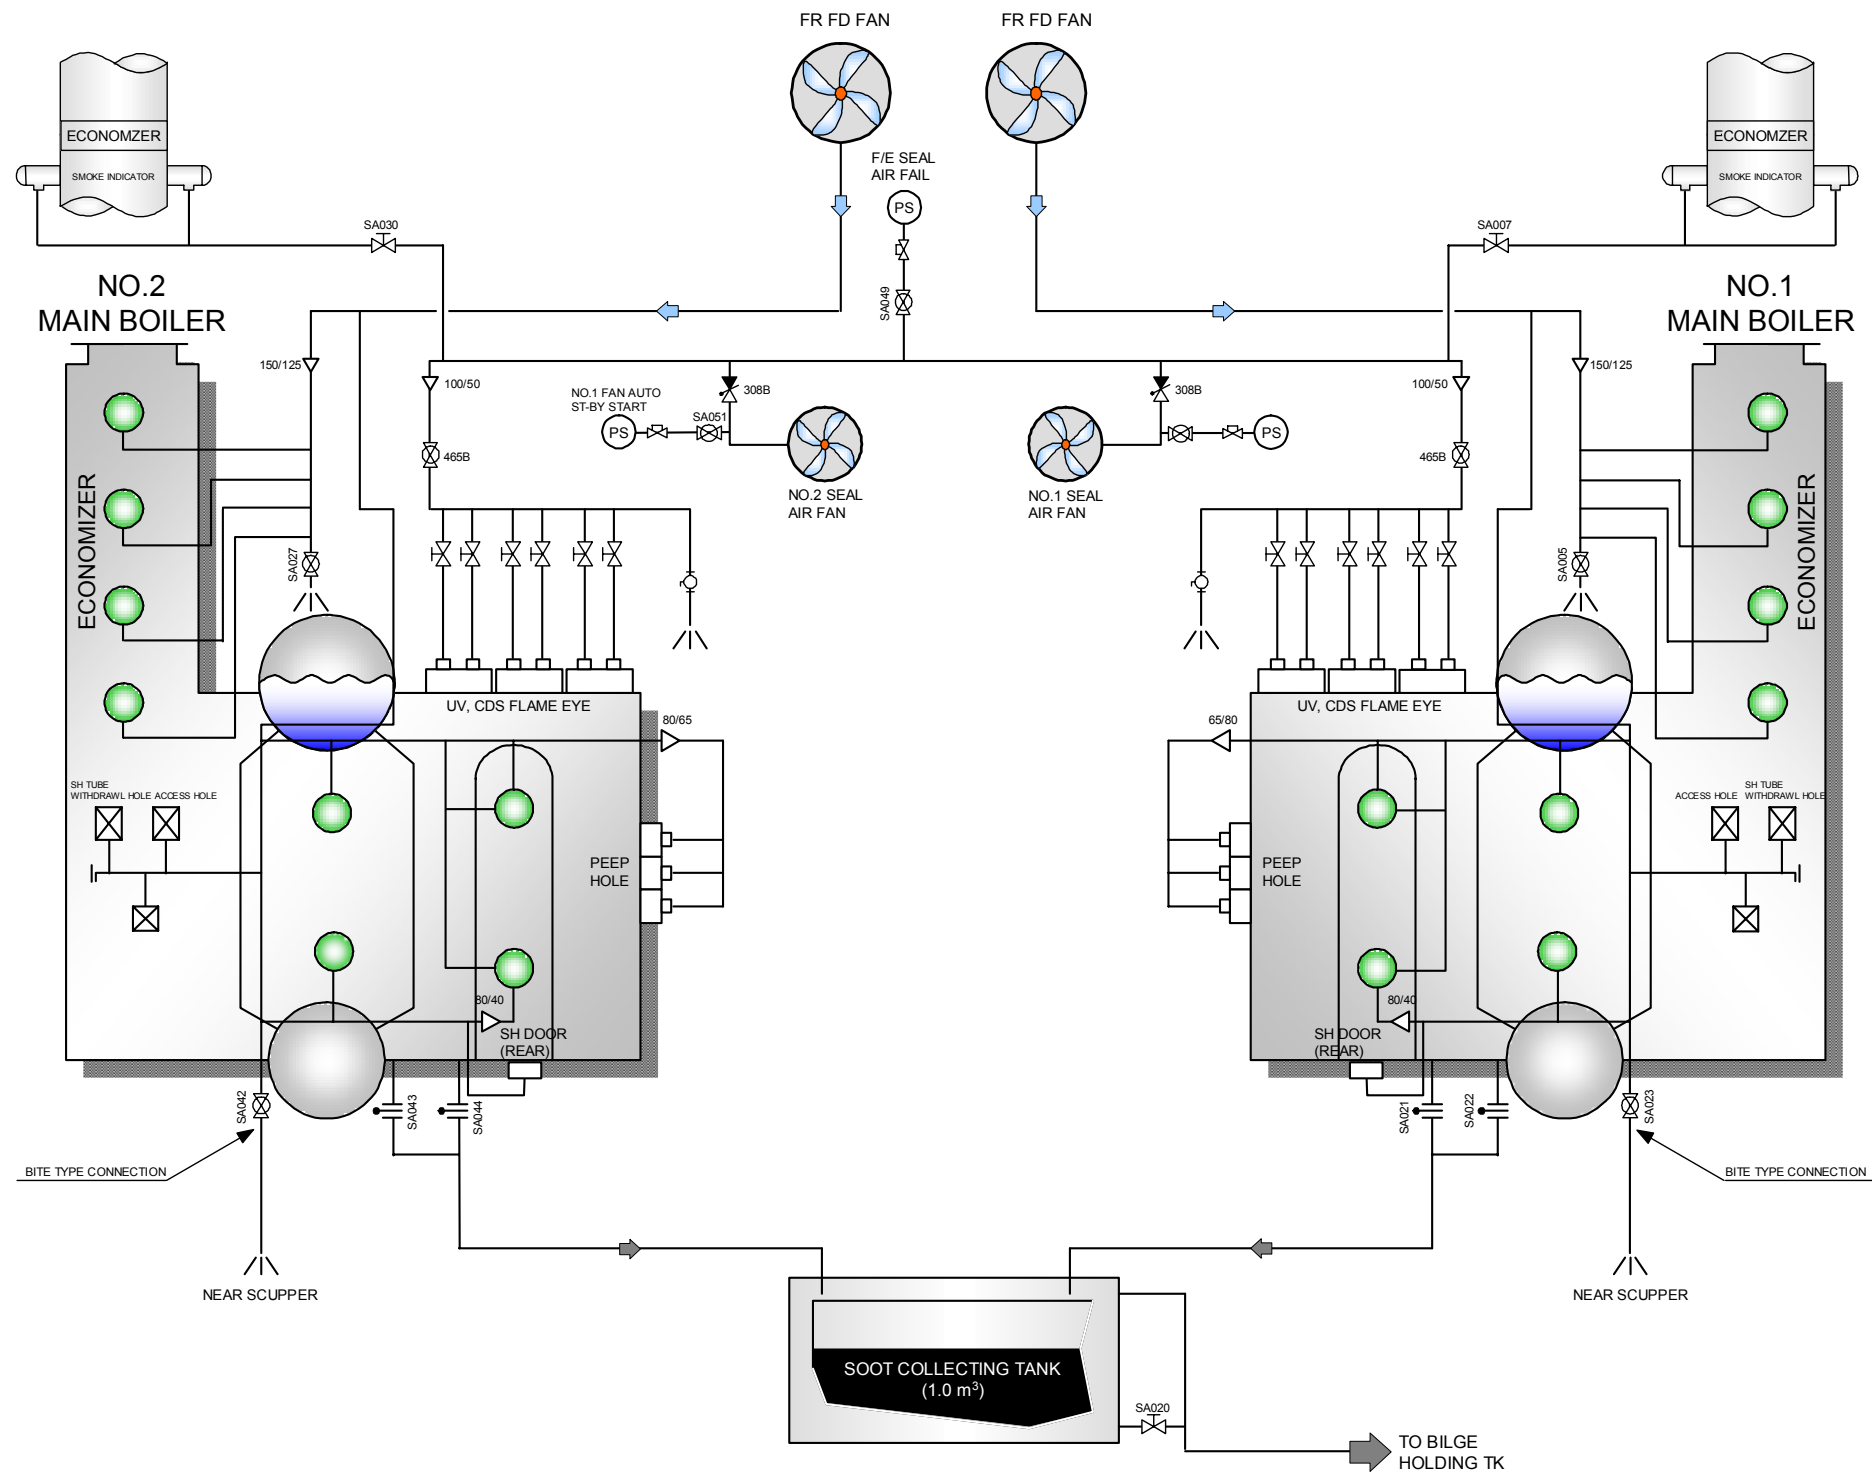 FR FD FAN
FR FD FAN
ECONOMZER
SMOKE INDICATOR
F/E SEAL
AIR FAIL
PS
ECONOMZER
SMOKE INDICATOR
SA030
SA007
SA049
NO.2
MAIN BOILER
NO.1
MAIN BOILER
150/125
100/50
NO.1 FAN AUTO
ST-BY START
308B
308B
100/50
150/125
PS
SA051
PS
465B
465B
NO.2 SEAL
AIR FAN
NO.1 SEAL
AIR FAN
ECONOMIZER
ECONOMIZER
SA027
SA005
UV, CDS FLAME EYE
80/65
65/80
UV, CDS FLAME EYE
SH TUBE
WITHDRAWL HOLE
ACCESS HOLE
ACCESS HOLE
SH TUBE
WITHDRAWL HOLE
PEEP
HOLE
PEEP
HOLE
80/40
80/40
SH DOOR
(REAR)
SH DOOR
(REAR)
SA042
SA043
SA044
SA021
SA022
SA023
BITE TYPE CONNECTION
BITE TYPE CONNECTION
NEAR SCUPPER
NEAR SCUPPER
SOOT COLLECTING TANK
(1.0 m³)
SA020
TO BILGE
HOLDING TK